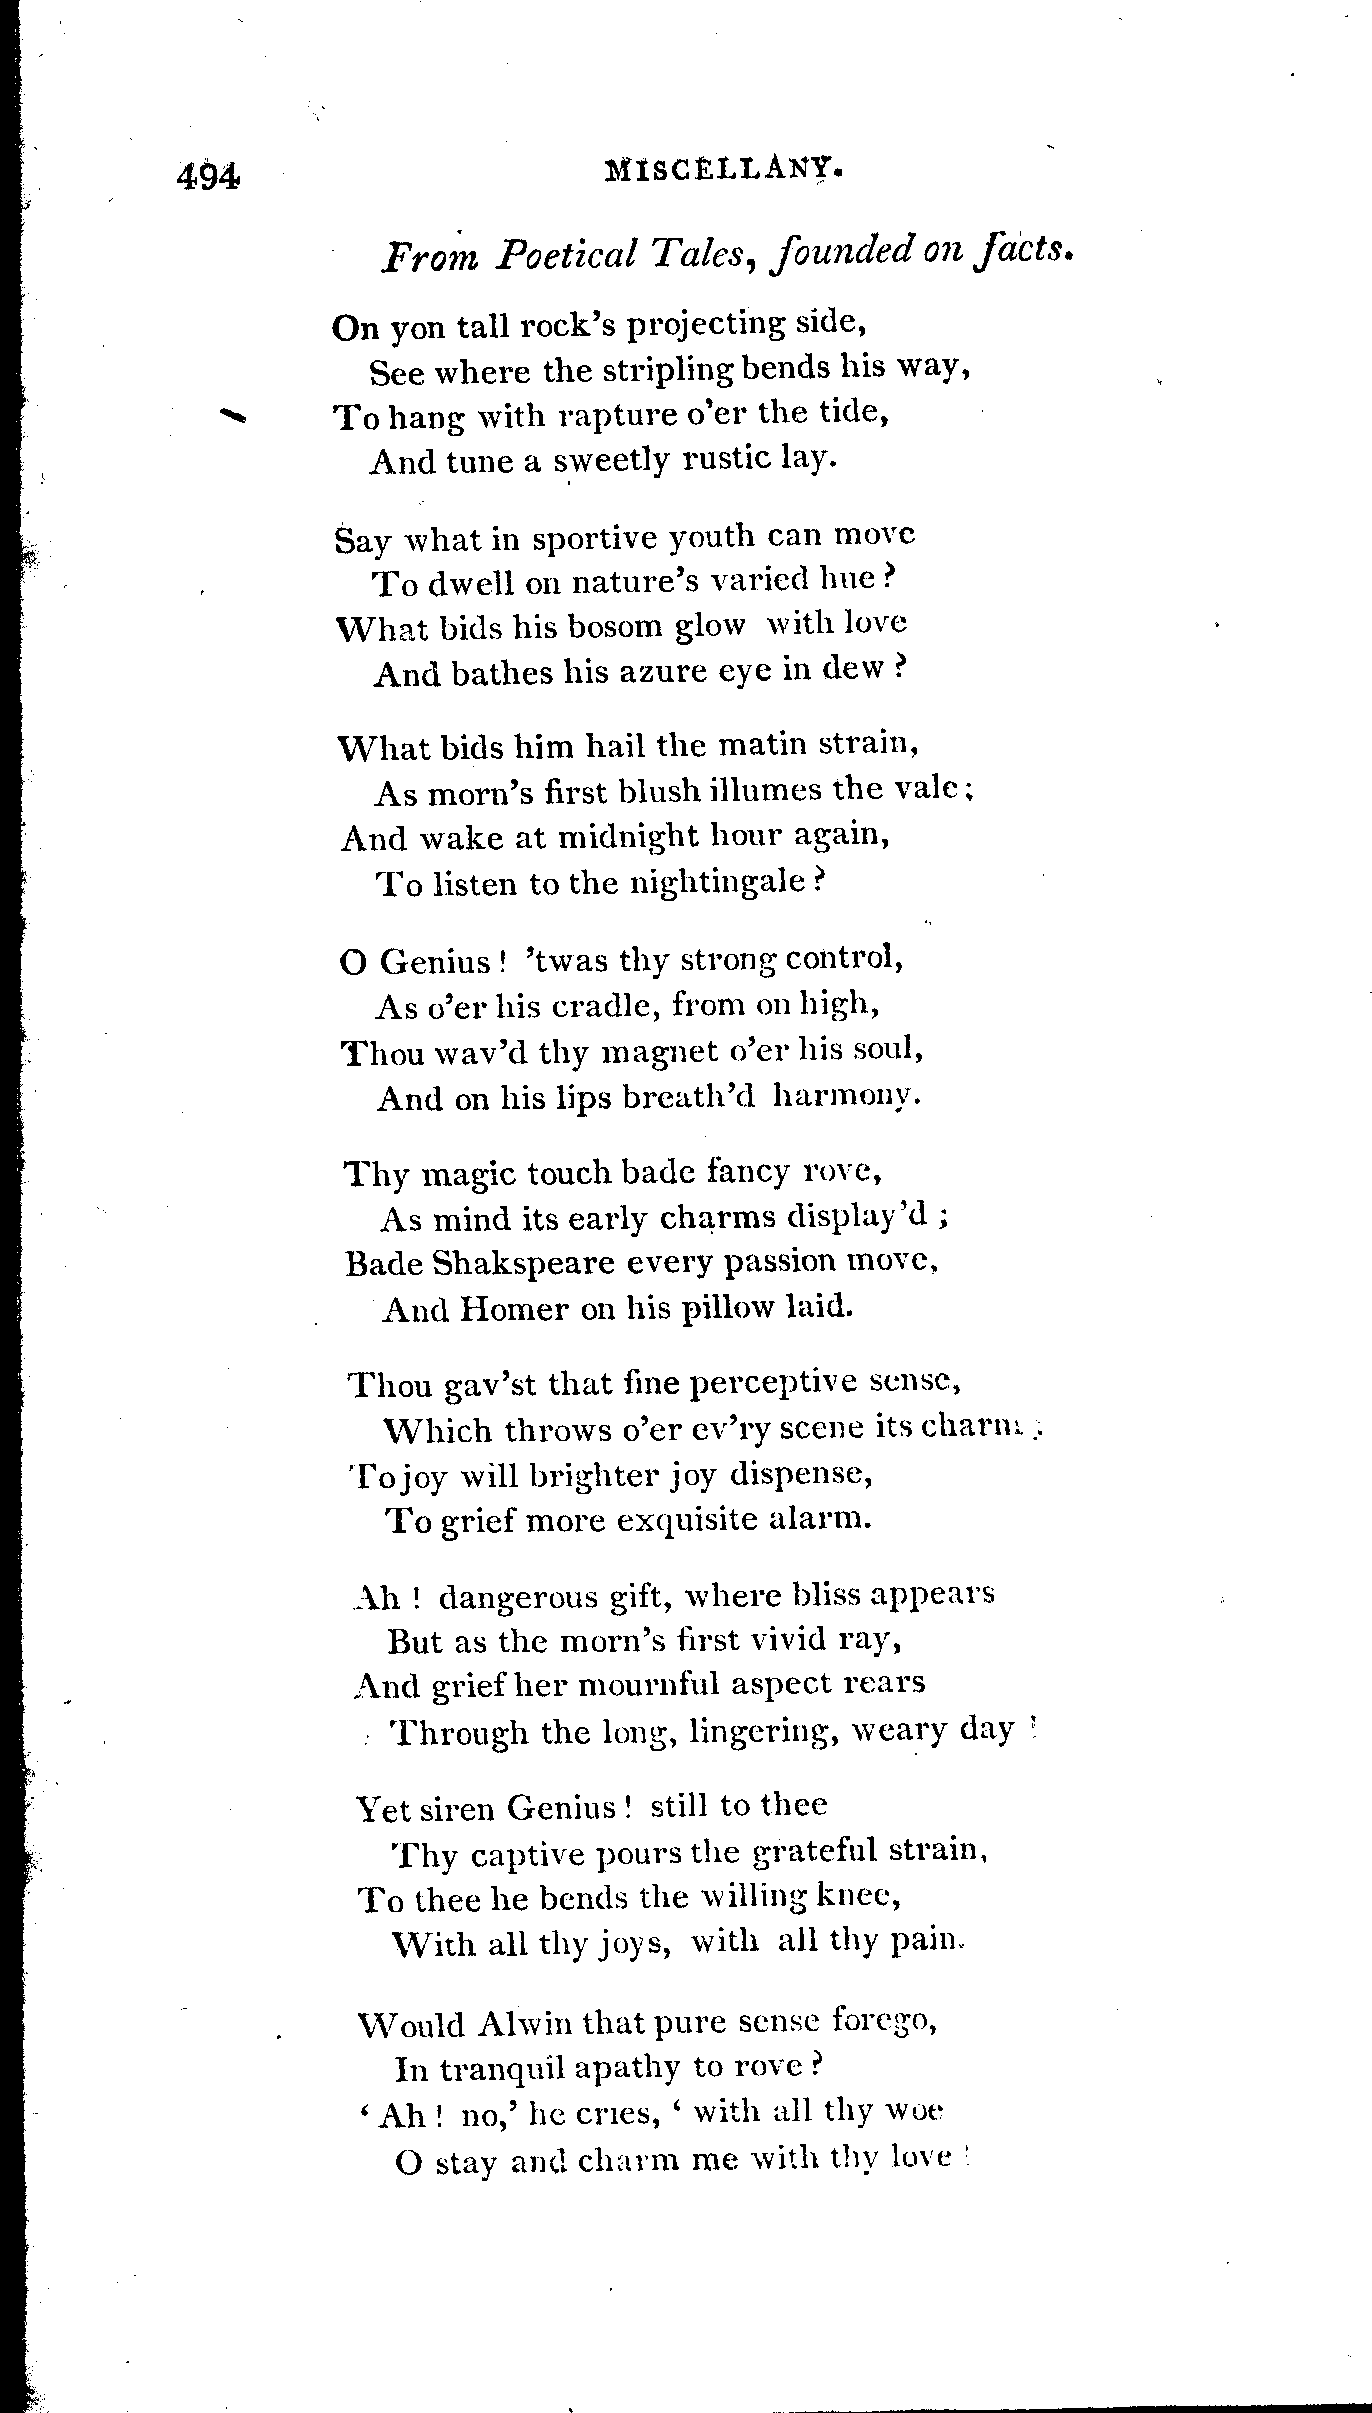 494
MISCELLANY.
From Poetical Tales, founded on facts.
On yon tall rock's projecting side,
See where the stripling bends his way,
To hang with rapture o'er the tide,
And tune a sweetly rustic lay.
Say what in sportive youth can move
To dwell on nature's varied hue?
What bids his bosom glow with love
And bathes his azure eye in dew?
What bids him hail the matin strain,
As morn's first blush illumes the vale;
And wake at midnight hour again,
To listen to the nightingale?
O Genius! 'twas thy strong control,
As o'er his cradle, from on high,
Thou wav'd thy magnet o'er his soul,
And on his lips breath'd harmony.
Thy magic touch bade fancy rove,
As mind its early charms display'd;
Bade Shakspeare every passion move,
And Homer on his pillow laid.
Thou gav'st that fine perceptive sense,
Which throws o'er ev'ry scene its charm;
To joy will brighter joy dispense,
To grief more exquisite alarm.
Ah! dangerous gift, where bliss appears
But as the morn's first vivid ray,
And grief her mournful aspect rears
Through the long, lingering, weary day!
Yet siren Genius! still to thee
Thy captive pours the grateful strain,
To thee he bends the willing knee,
With all thy joys, with all thy pain.
Would Alwin that pure sense forego,
In tranquil apathy to rove?
'Ah! no,' he cries, 'with all thy woe
O stay and charm me with thy love!